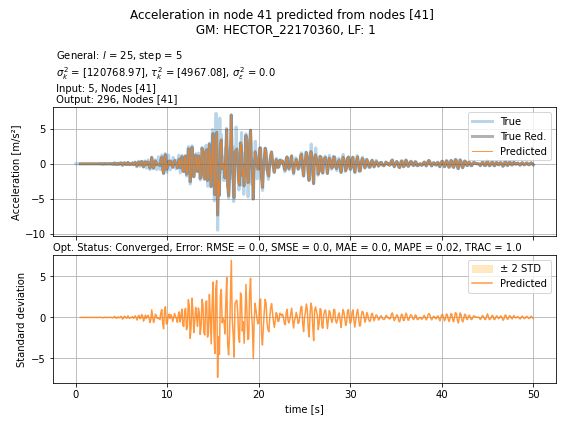 Acceleration in node 41 predicted from nodes [41]
GM: HECTOR_22170360, LF: 1
General: l = 25, step = 5
σ²ₖ = [120768.97], τ²ₖ = [4967.08], σ²_ε = 0.0
Input: 5, Nodes [41]
Output: 296, Nodes [41]
True
True Red.
Predicted
Acceleration [m/s²]
5
0
−5
−10
Opt. Status: Converged, Error: RMSE = 0.0, SMSE = 0.0, MAE = 0.0, MAPE = 0.02, TRAC = 1.0
± 2 STD
Predicted
Standard deviation
5
0
−5
0 10 20 30 40 50
time [s]